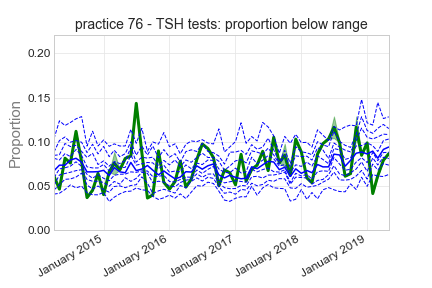 practice 76 - TSH tests: proportion below range
0.20
0.15
0.10
0.05
0.00
Proportion
January 2015
January 2016
January 2017
January 2018
January 2019